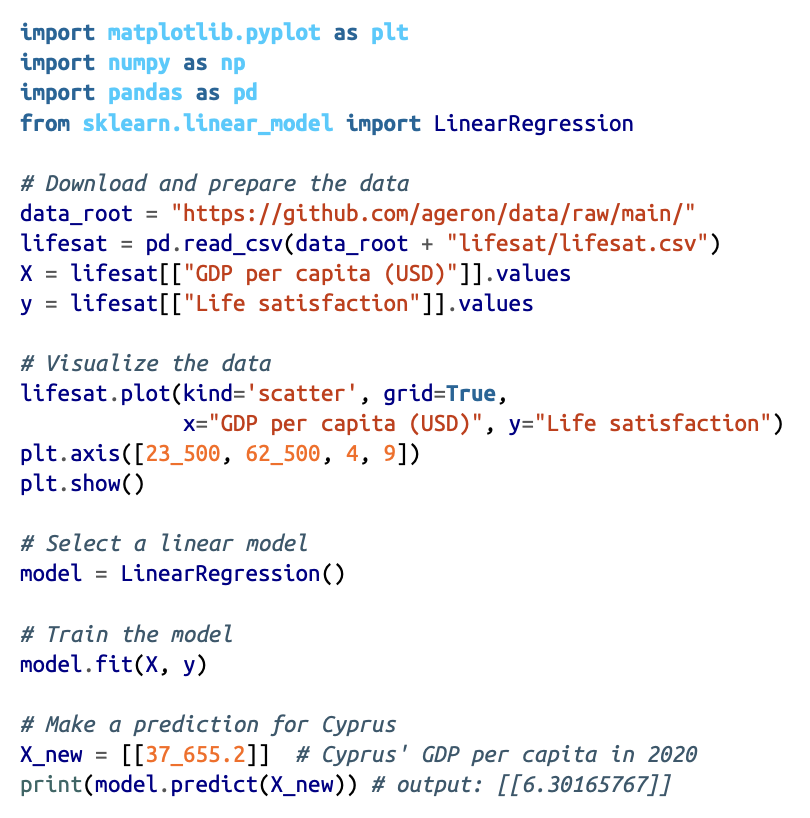 import matplotlib.pyplot as plt
import numpy as np
import pandas as pd
from sklearn.linear_model import LinearRegression

# Download and prepare the data
data_root = "https://github.com/ageron/data/raw/main/"
lifesat = pd.read_csv(data_root + "lifesat/lifesat.csv")
X = lifesat[["GDP per capita (USD)"]].values
y = lifesat[["Life satisfaction"]].values

# Visualize the data
lifesat.plot(kind='scatter', grid=True,
             x="GDP per capita (USD)", y="Life satisfaction")
plt.axis([23_500, 62_500, 4, 9])
plt.show()

# Select a linear model
model = LinearRegression()

# Train the model
model.fit(X, y)

# Make a prediction for Cyprus
X_new = [[37_655.2]]  # Cyprus' GDP per capita in 2020
print(model.predict(X_new)) # output: [[6.30165767]]